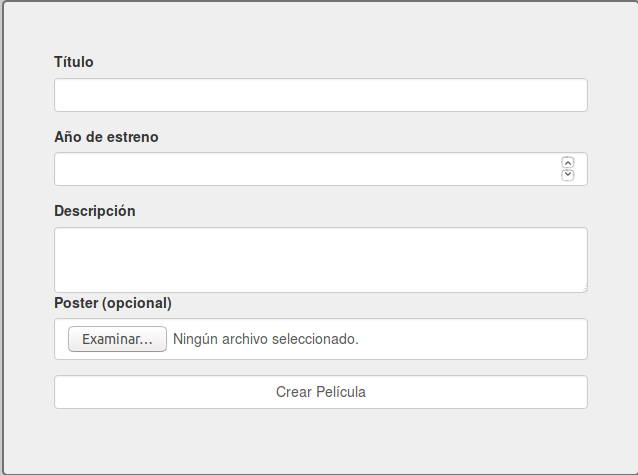 Título
Año de estreno
Descripción
Poster (opcional)
Examinar... Ningún archivo seleccionado.
Crear Película